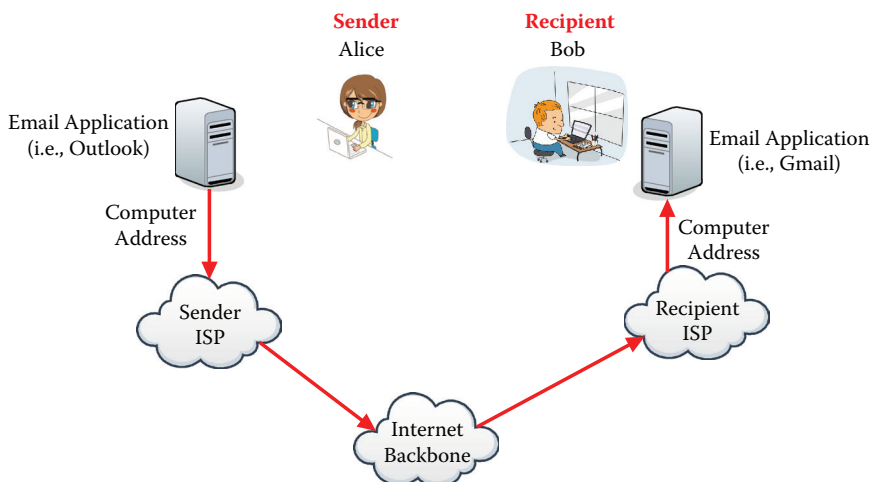 Sender
Alice
Recipient
Bob
Email Application
(i.e., Outlook)
Email Application
(i.e., Gmail)
Computer
Address
Computer
Address
Sender
ISP
Recipient
ISP
Internet
Backbone